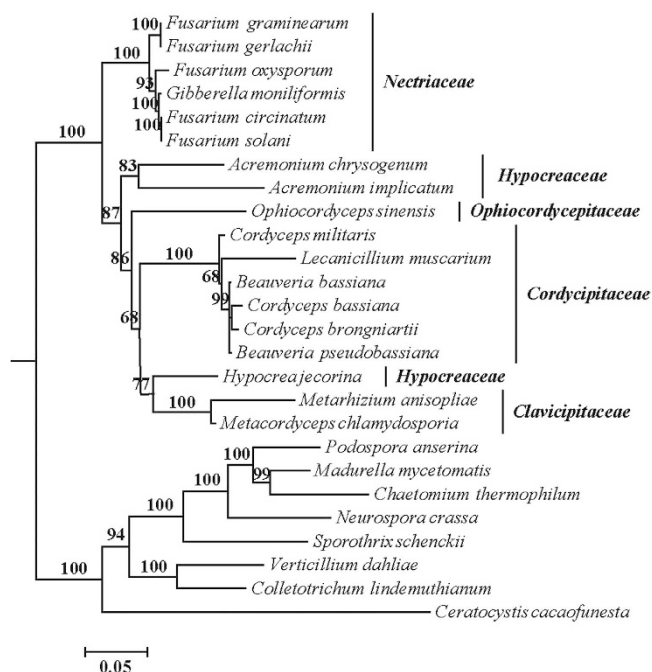 100 Fusarium graminearum
Fusarium gerlachii
100
Fusarium oxysporum
Nectriaceae
93
Gibberella moniliformis
100
Fusarium circinatum
100
Fusarium solani
100
83
Acremonium chrysogenum
Hypocreaceae
Acremonium implicatum
87
Ophiocordyceps sinensis
Ophiocordycepitaceae
Cordyceps militaris
86
100
Lecanicillium muscarium
68
Beauveria bassiana
Cordycipitaceae
99
Cordyceps bassiana
68
Cordyceps brongniartii
Beauveria pseudobassiana
77
Hypocrea jecorina
Hypocreaceae
Metarhizium anisopliae
100
Clavicipitaceae
Metacordyceps chlamydosporia
Podospora anserina
100
99
Madurella mycetomatis
100
Chaetomium thermophilum
100
Neurospora crassa
94
Sporothrix schenckii
100
Verticillium dahliae
100
Colletotrichum lindemuthianum
Ceratocystis cacaofunesta
0.05